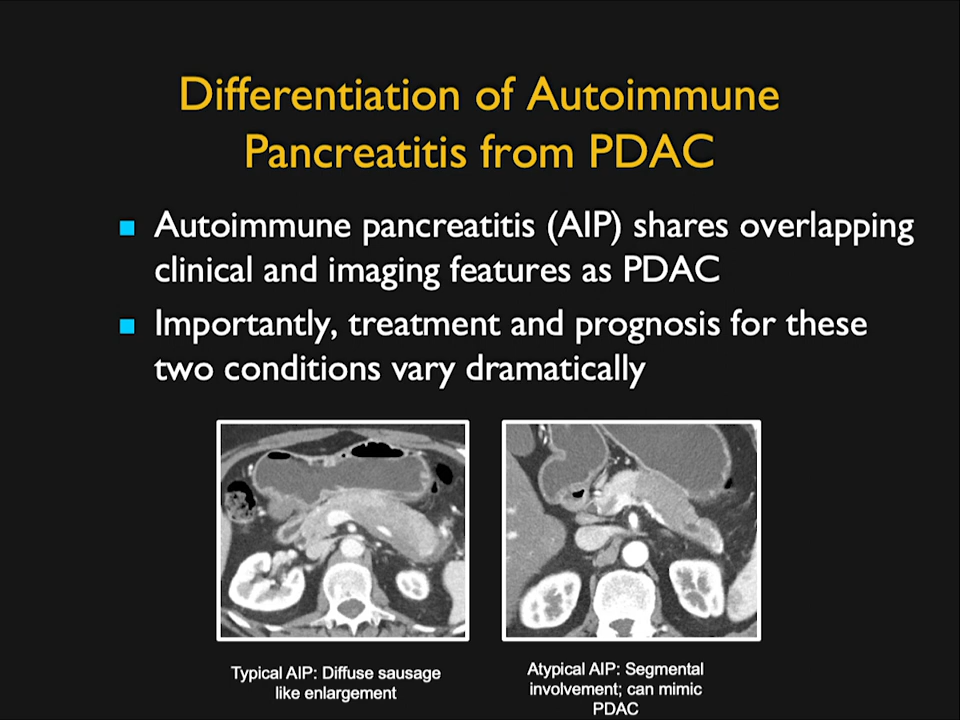 Differentiation of Autoimmune
Pancreatitis from PDAC
Autoimmune pancreatitis (AIP) shares overlapping
clinical and imaging features as PDAC
Importantly, treatment and prognosis for these
two conditions vary dramatically
Typical AIP: Diffuse sausage
like enlargement
Atypical AIP: Segmental
involvement; can mimic
PDAC